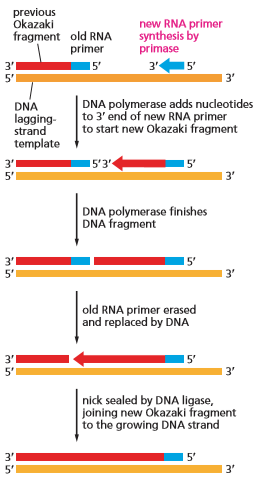 previous
Okazaki
fragment
old RNA
primer
new RNA primer
synthesis by
primase
3′ 5′ 3′ 5′
5′ 3′
DNA
lagging-
strand
template
DNA polymerase adds nucleotides
to 3′ end of new RNA primer
to start new Okazaki fragment
3′ 5′ 3′ 5′
5′ 3′
DNA polymerase finishes
DNA fragment
3′ 5′
5′ 3′
old RNA primer erased
and replaced by DNA
3′ 5′
5′ 3′
nick sealed by DNA ligase,
joining new Okazaki fragment
to the growing DNA strand
3′ 5′
5′ 3′